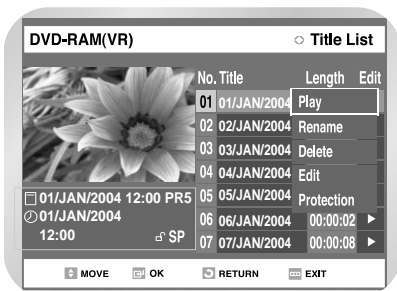 DVD-RAM(VR) Title List
No. Title Length Edit
01 01/JAN/2004 Play
02 02/JAN/2004 Rename
03 03/JAN/2004 Delete
04 04/JAN/2004 Edit
05 05/JAN/2004 Protection
06 06/JAN/2004 00:00:02 ►
07 07/JAN/2004 00:00:08 ►
01/JAN/2004 12:00 PR5
01/JAN/2004
12:00 SP
MOVE OK RETURN EXIT